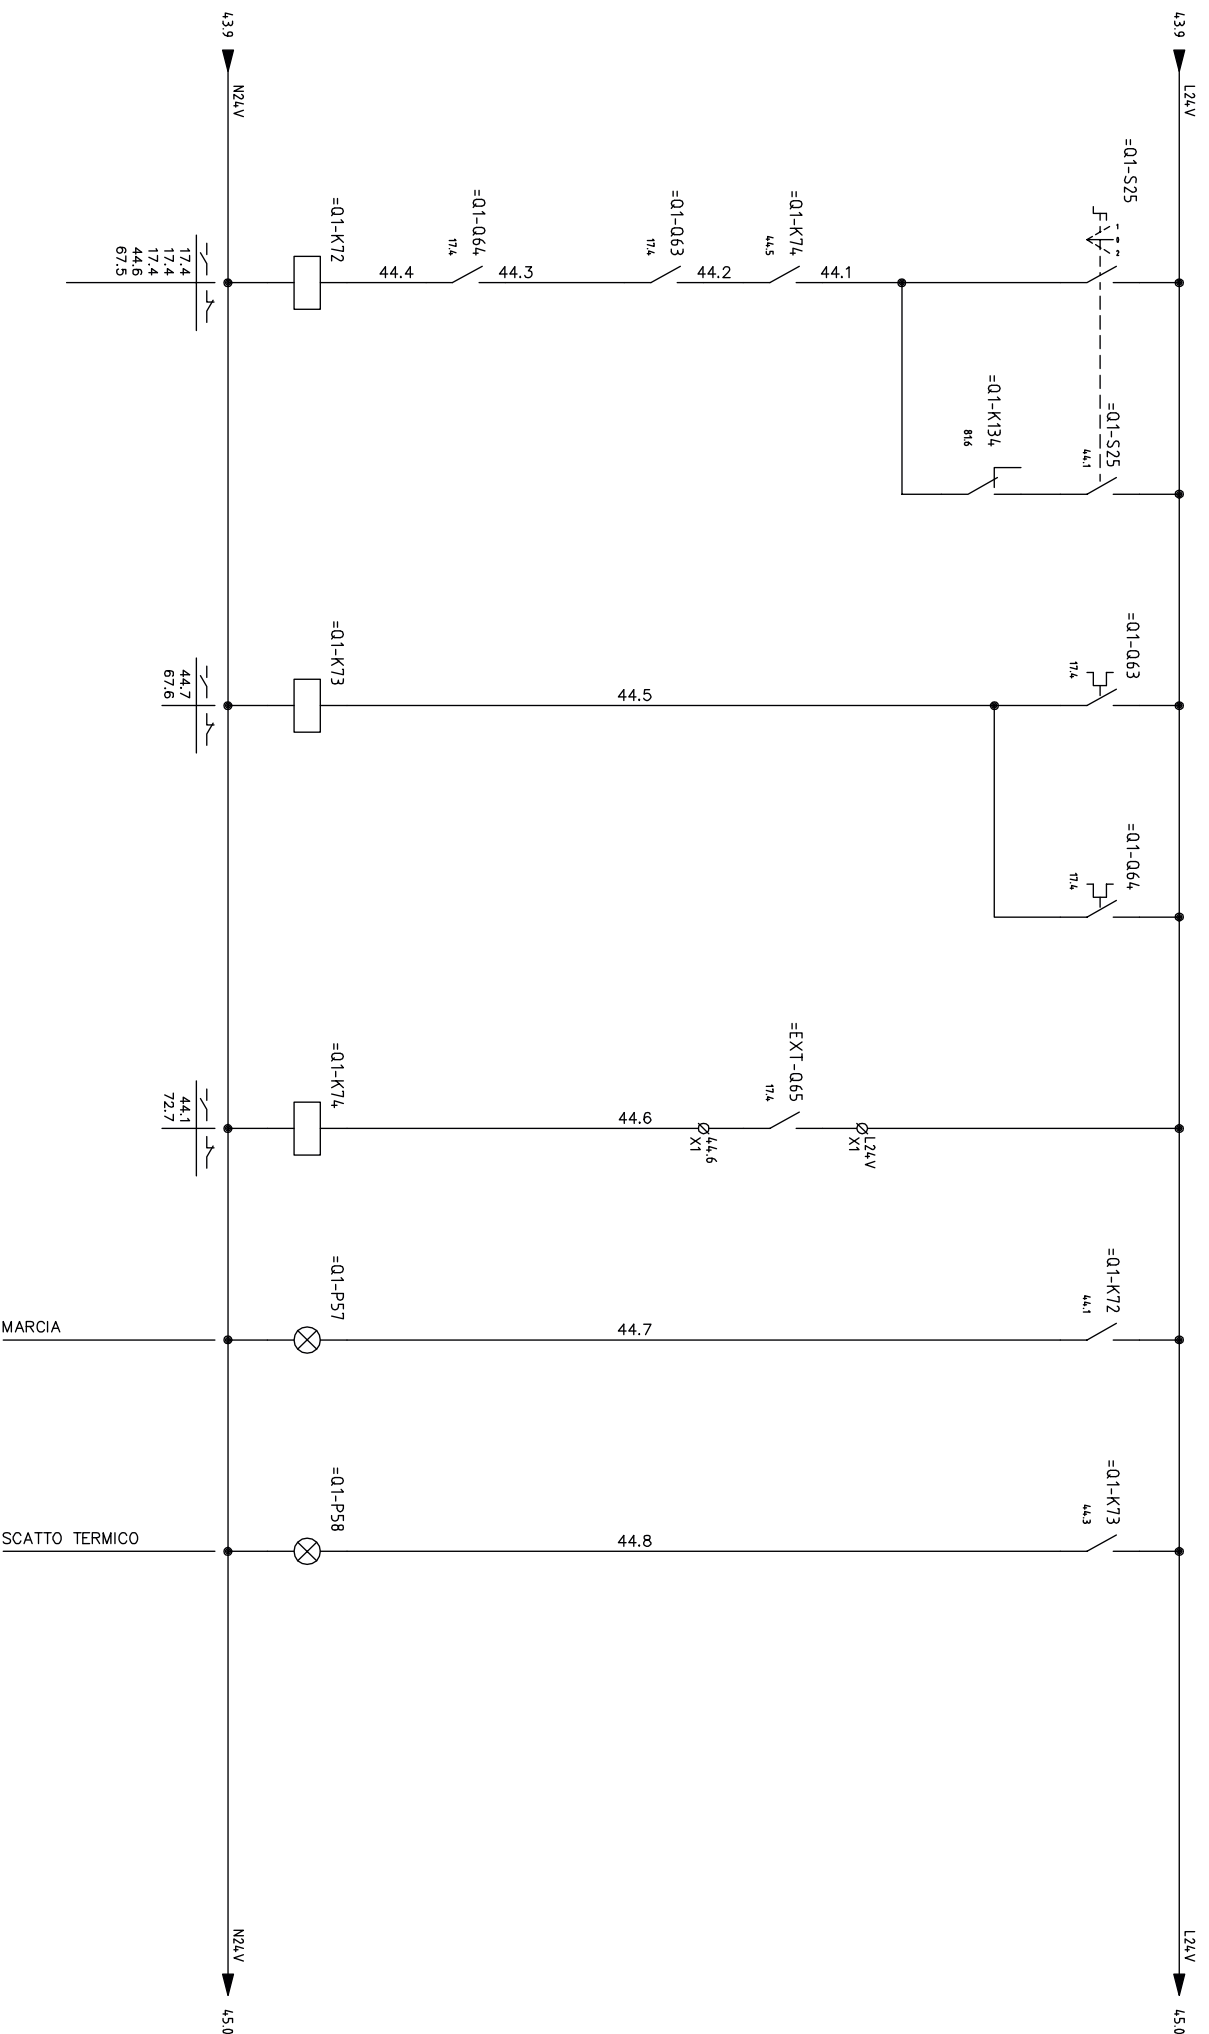 43.9
L24V
L24V
45.0
=Q1-S25
1
0
2
=Q1-S25
44.1
=Q1-Q63
17.4
=Q1-Q64
17.4
=Q1-K72
44.1
=Q1-K73
44.3
=Q1-K134
81.6
44.1
=Q1-K74
44.5
44.2
=Q1-Q63
17.4
44.3
=Q1-Q64
17.4
44.4
L24V
X1
=EXT-Q65
17.4
44.6
X1
44.5
44.6
44.7
44.8
=Q1-K72
=Q1-K73
=Q1-K74
=Q1-P57
=Q1-P58
43.9
N24V
N24V
45.0
17.4
17.4
17.4
44.6
67.5
44.7
67.6
44.1
72.7
MARCIA
SCATTO TERMICO